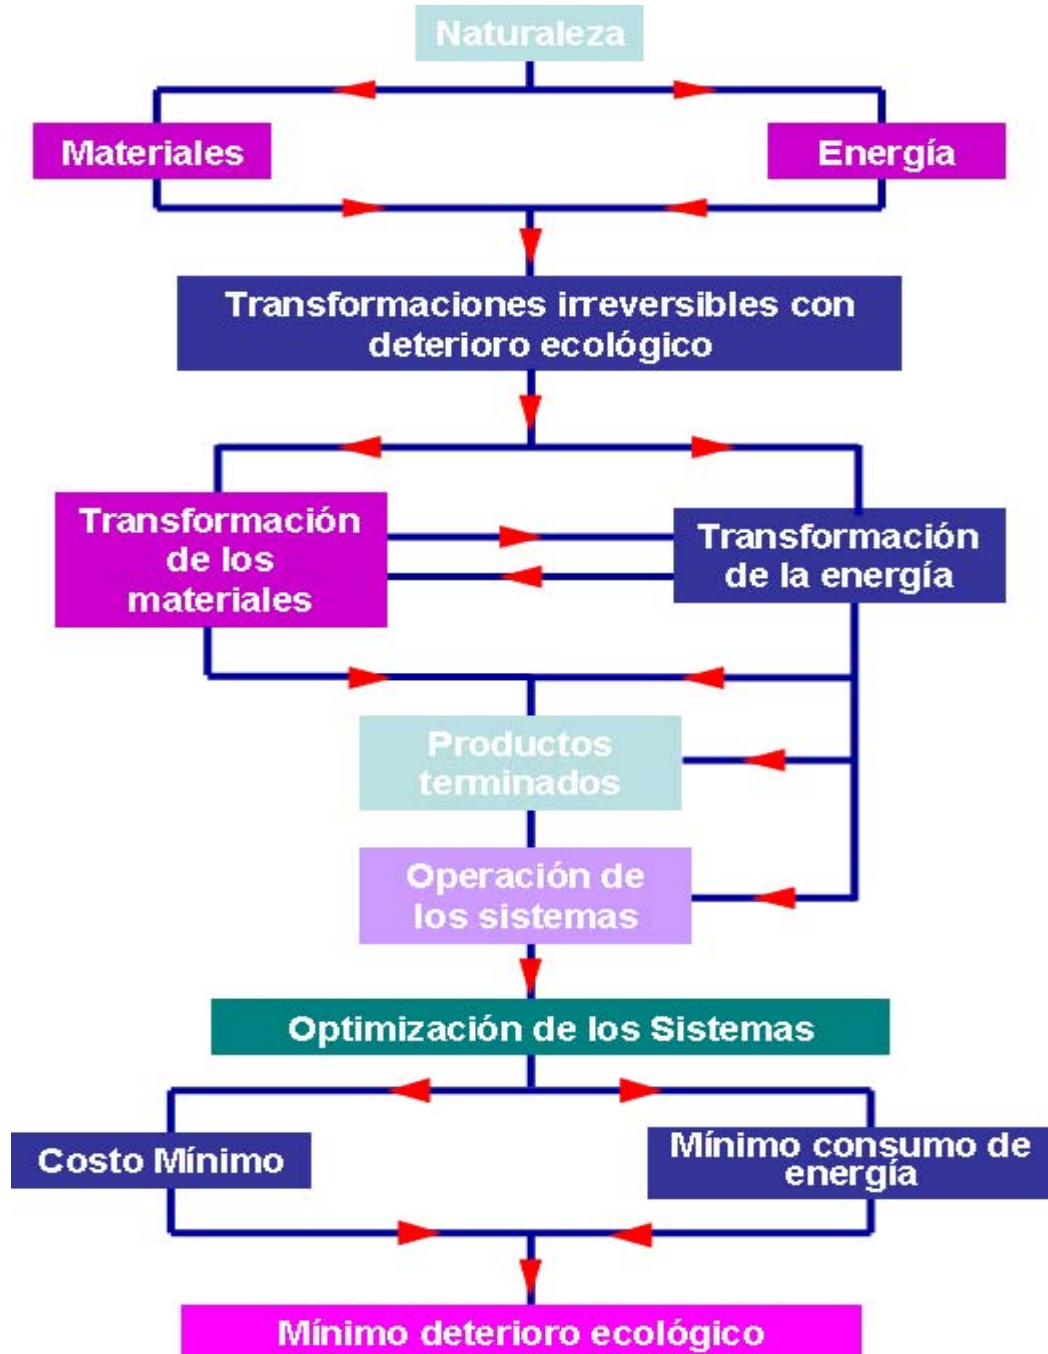 Naturaleza
Materiales
Energía
Transformaciones irreversibles con
deterioro ecológico
Transformación
de los
materiales
Transformación
de la energía
Productos
terminados
Operación de
los sistemas
Optimización de los Sistemas
Costo Mínimo
Mínimo consumo de
energía
Mínimo deterioro ecológico